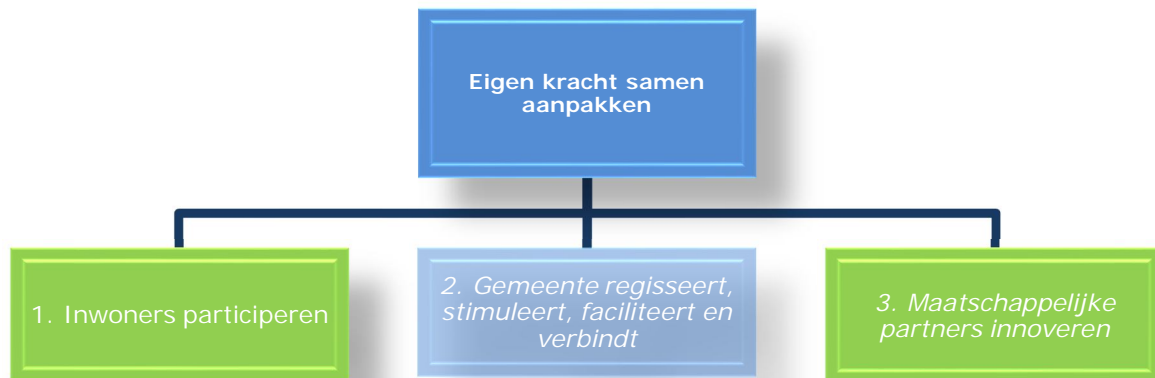 Eigen kracht samen
aanpakken
1. Inwoners participeren
2. Gemeente regisseert,
stimuleert, faciliteert en
verbindt
3. Maatschappelijke
partners innoveren